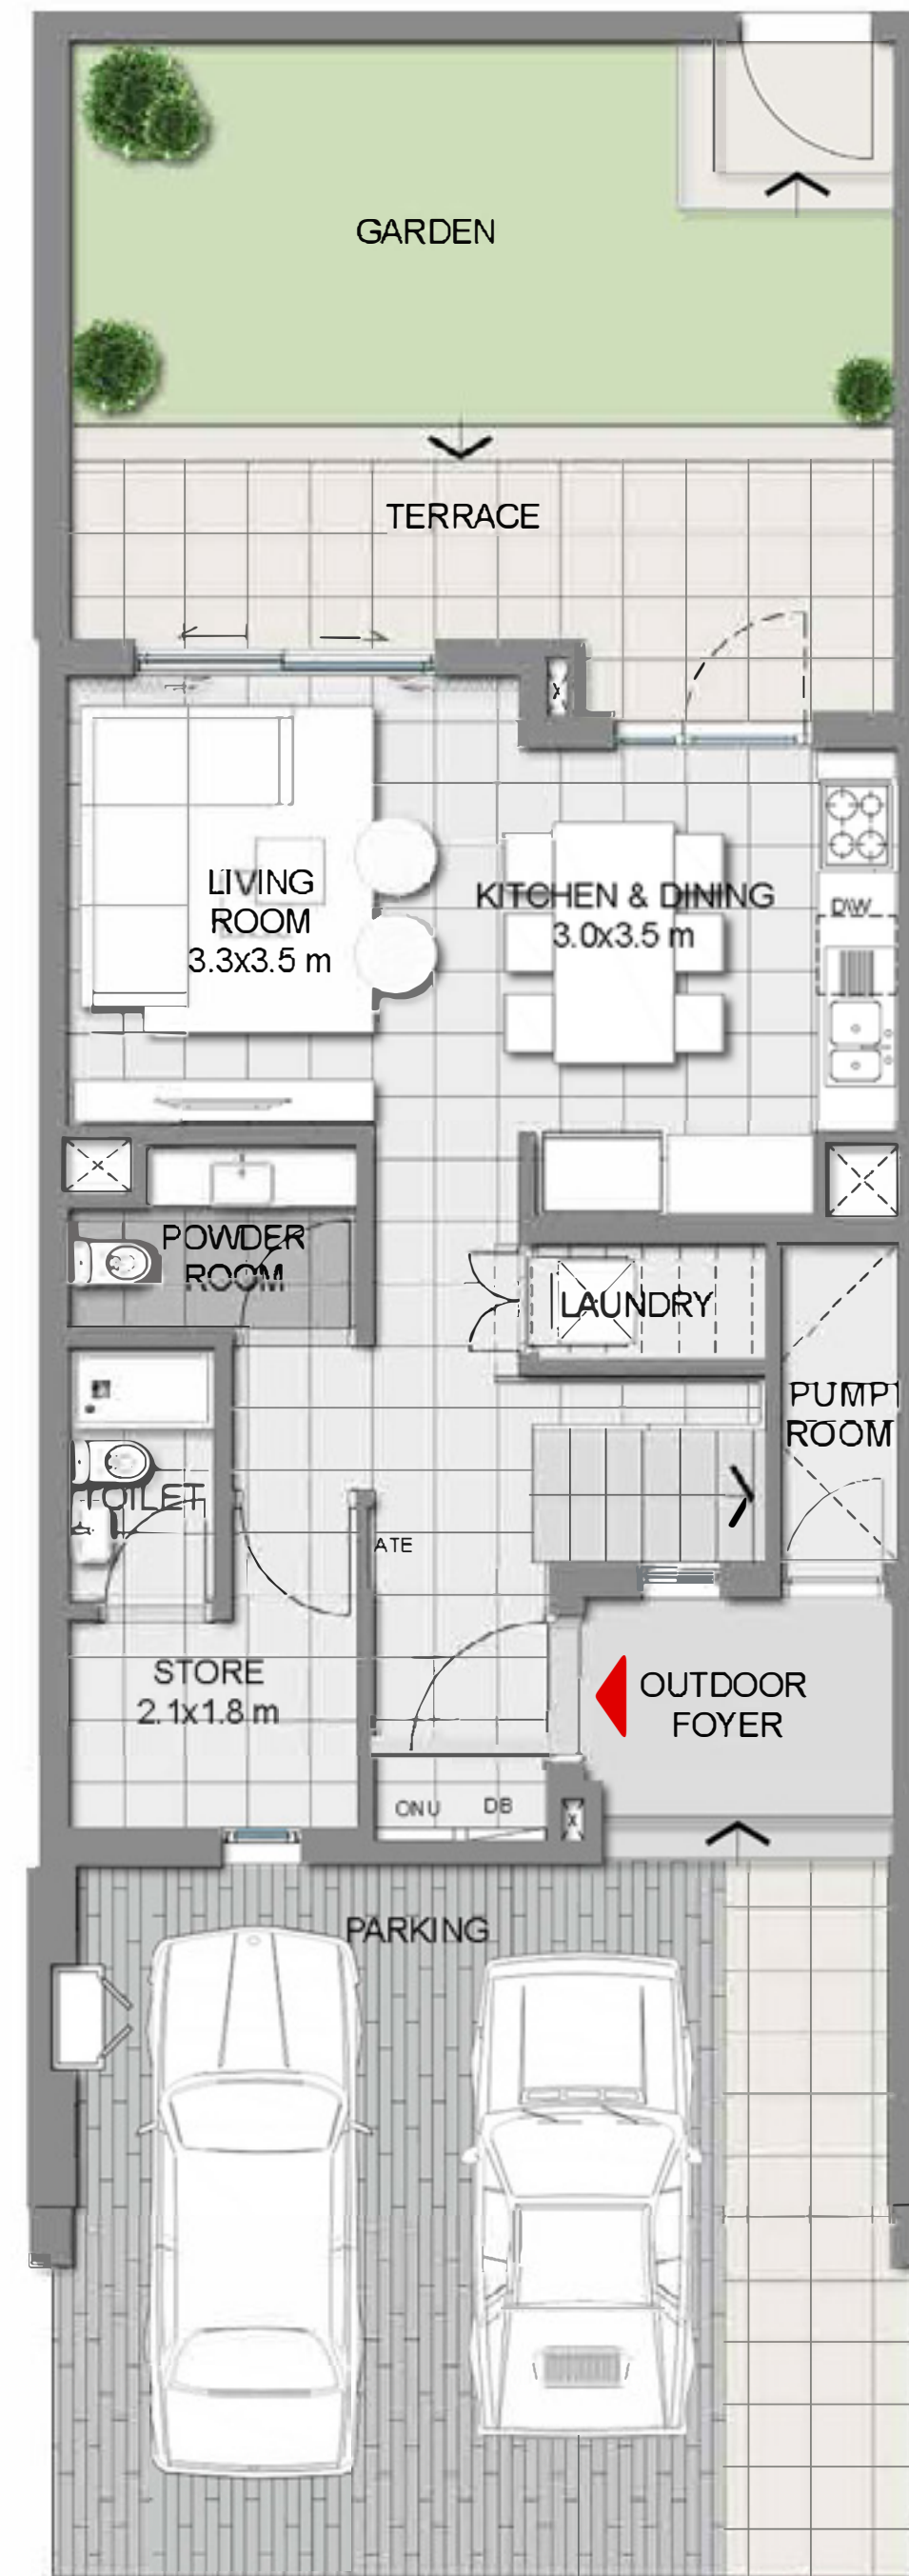 GARDEN
TERRACE
LIVING
ROOM
3.3x3.5 m
KITCHEN & DINING
3.0x3.5 m
DW
POWDER
ROOM
LAUNDRY
PUMP
ROOM
TOILET
ATE
STORE
2.1x1.8 m
OUTDOOR
FOYER
ONU DB
X
X
PARKING